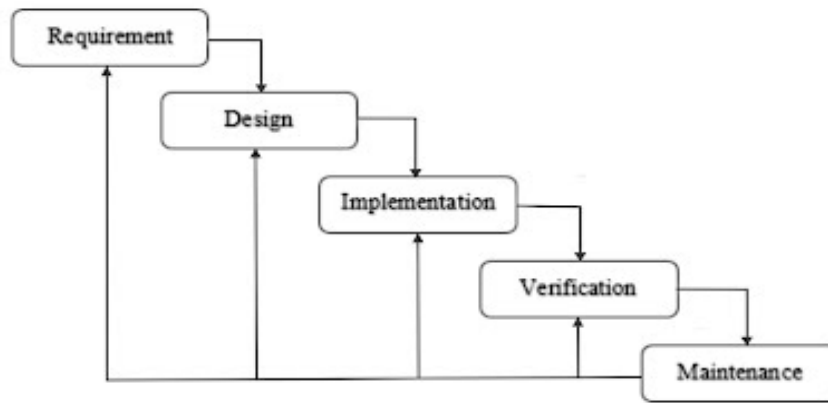 Requirement
Design
Implementation
Verification
Maintenance